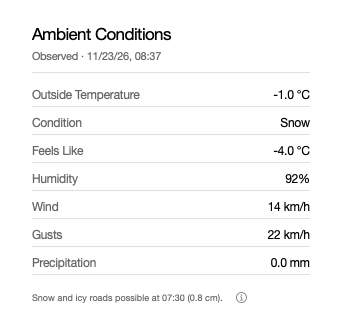 Ambient Conditions
Observed · 11/23/26, 08:37
Outside Temperature -1.0 °C
Condition Snow
Feels Like -4.0 °C
Humidity 92%
Wind 14 km/h
Gusts 22 km/h
Precipitation 0.0 mm
Snow and icy roads possible at 07:30 (0.8 cm). ⓘ